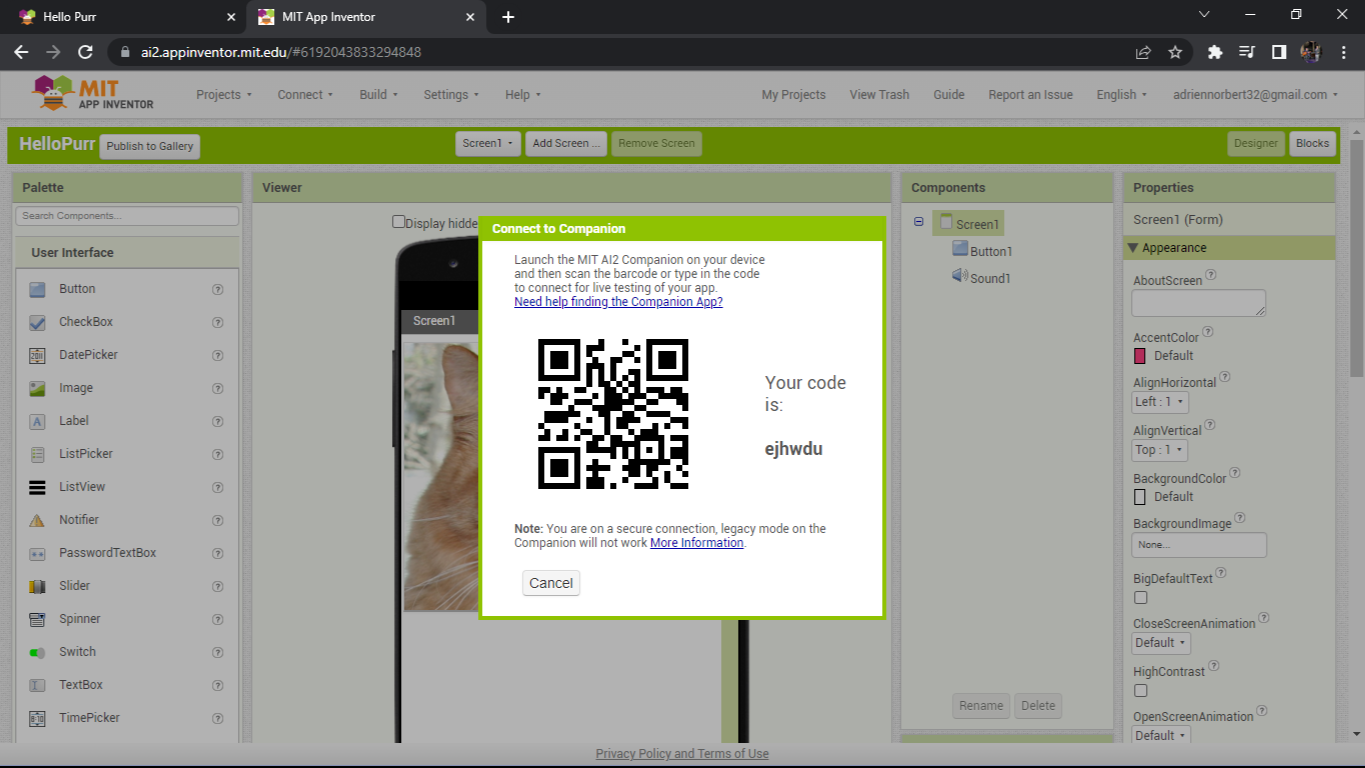 Hello Purr
MIT App Inventor
ai2.appinventor.mit.edu/#6192043833294848
MIT
APP INVENTOR
Projects
Connect
Build
Settings
Help
My Projects
View Trash
Guide
Report an Issue
English
adriennorbert32@gmail.com
HelloPurr
Publish to Gallery
Screen1
Add Screen ...
Remove Screen
Designer
Blocks
Palette
Search Components...
User Interface
Button
CheckBox
DatePicker
Image
Label
ListPicker
ListView
Notifier
PasswordTextBox
Slider
Spinner
Switch
TextBox
TimePicker
Viewer
Display hidde
Screen1
Connect to Companion
Launch the MIT AI2 Companion on your device
and then scan the barcode or type in the code
to connect for live testing of your app.
Need help finding the Companion App?
Your code
is:
ejhwdu
Note: You are on a secure connection, legacy mode on the
Companion will not work More Information.
Cancel
Components
Screen1
Button1
Sound1
Rename
Delete
Properties
Screen1 (Form)
Appearance
AboutScreen
AccentColor
Default
AlignHorizontal
Left : 1
AlignVertical
Top : 1
BackgroundColor
Default
BackgroundImage
None...
BigDefaultText
CloseScreenAnimation
Default
HighContrast
OpenScreenAnimation
Default
Privacy Policy and Terms of Use